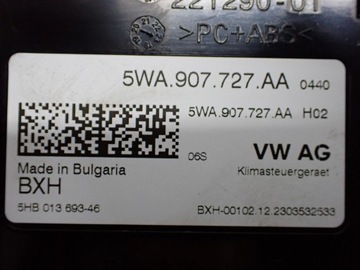 221290-01
>PC+ABS<
5WA.907.727.AA 0440
5WA.907.727.AA H02
06S VW AG
Made in Bulgaria Klimasteuergeraet
BXH
5HB 013 693-46 BXH-00102.12.2303532533